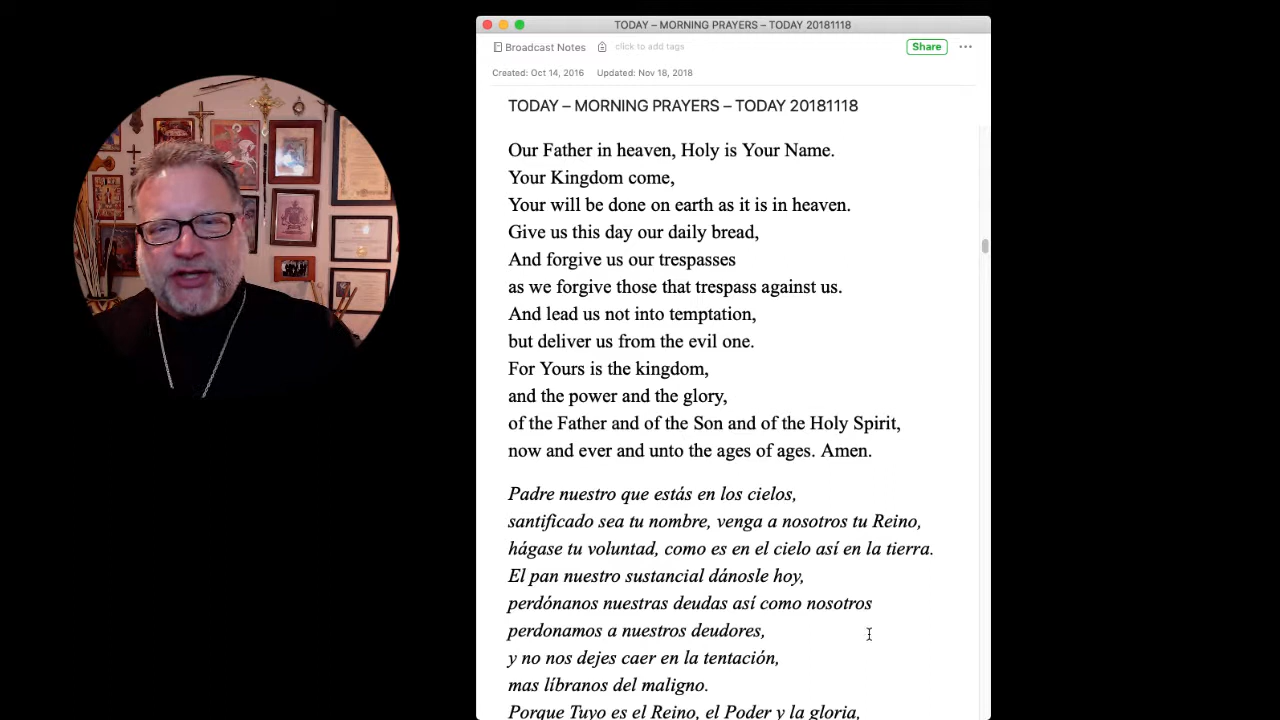 TODAY – MORNING PRAYERS – TODAY 20181118
Broadcast Notes
click to add tags
Share
Created: Oct 14, 2016 Updated: Nov 18, 2018
TODAY – MORNING PRAYERS – TODAY 20181118
Our Father in heaven, Holy is Your Name.
Your Kingdom come,
Your will be done on earth as it is in heaven.
Give us this day our daily bread,
And forgive us our trespasses
as we forgive those that trespass against us.
And lead us not into temptation,
but deliver us from the evil one.
For Yours is the kingdom,
and the power and the glory,
of the Father and of the Son and of the Holy Spirit,
now and ever and unto the ages of ages. Amen.
Padre nuestro que estás en los cielos,
santificado sea tu nombre, venga a nosotros tu Reino,
hágase tu voluntad, como es en el cielo así en la tierra.
El pan nuestro sustancial dánosle hoy,
perdónanos nuestras deudas así como nosotros
perdonamos a nuestros deudores,
y no nos dejes caer en la tentación,
mas líbranos del maligno.
Porque Tuyo es el Reino, el Poder y la gloria,